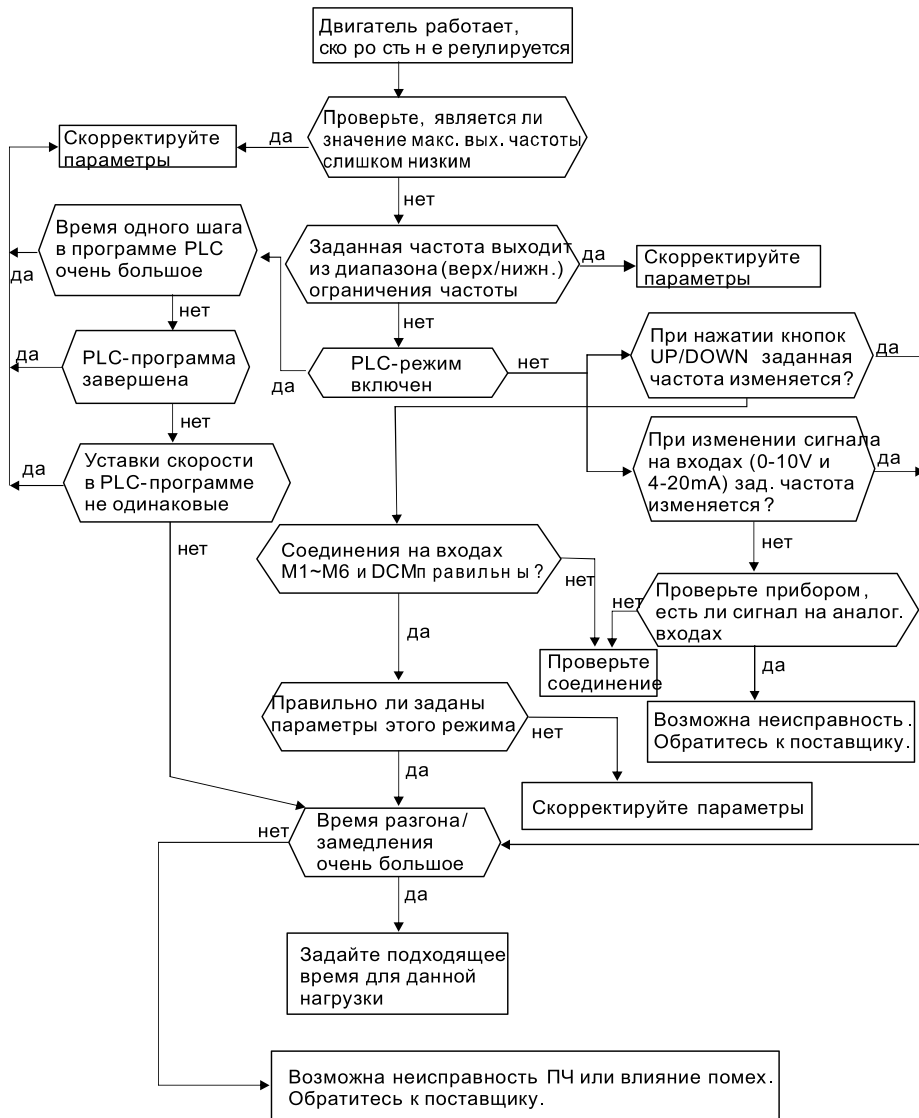 Двигатель работает,
ско ро сть н е регулируется
Проверьте, является ли
значение макс. вых. частоты
слишком низким
да
Скорректируйте
параметры
нет
Время одного шага
в программе PLC
очень большое
да
Заданная частота выходит
из диапазона (верх/нижн.)
ограничения частоты
да
Скорректируйте
параметры
нет
нет
PLC-программа
завершена
да
PLC-режим
включен
да
нет
При нажатии кнопок
UP/DOWN заданная
частота изменяется?
да
нет
Уставки скорости
в PLC-программе
не одинаковые
да
нет
При изменении сигнала
на входах (0-10V и
4-20mA) зад. частота
изменяется?
да
нет
Соединения на входах
M1~M6 и DCMп равильн ы ?
нет
да
Проверьте прибором,
есть ли сигнал на аналог.
входах
нет
да
Проверьте
соединение
Правильно ли заданы
параметры этого режима
нет
да
Возможна неисправность.
Обратитесь к поставщику.
Скорректируйте параметры
Время разгона/
замедления
очень большое
нет
да
Задайте подходящее
время для данной
нагрузки
Возможна неисправность ПЧ или влияние помех.
Обратитесь к поставщику.